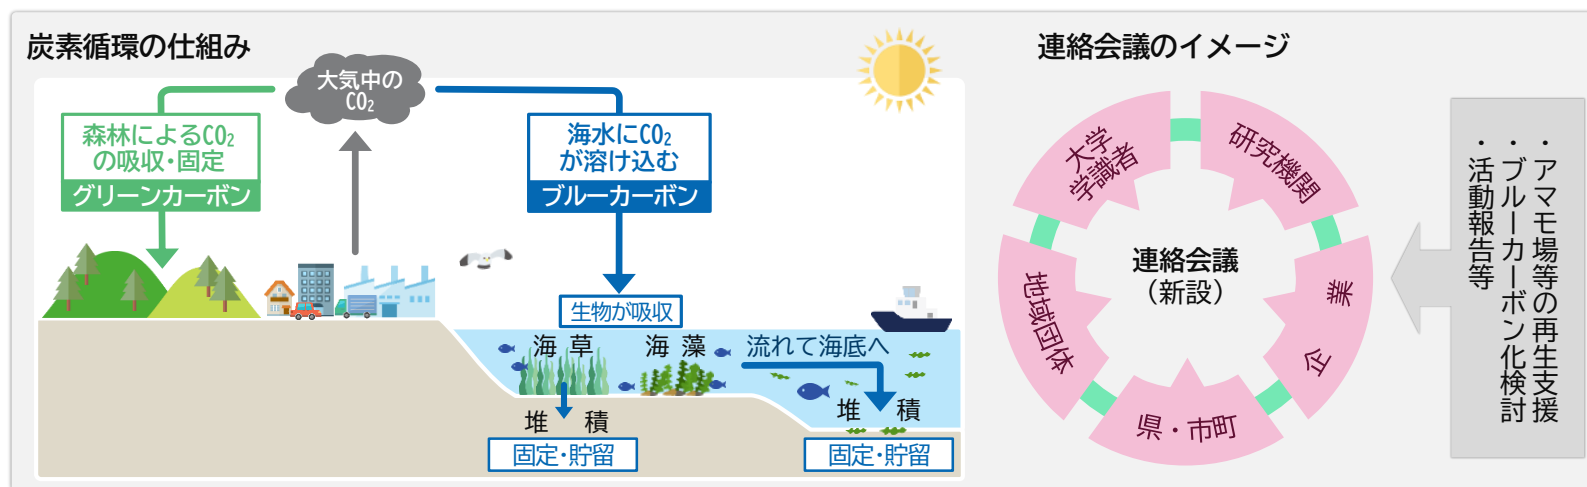 炭素循環の仕組み
大気中の
CO₂
森林によるCO₂
の吸収・固定
グリーンカーボン
海水にCO₂
が溶け込む
ブルーカーボン
生物が吸収
海草
海藻
流れて海底へ
堆積
堆積
固定・貯留
固定・貯留
連絡会議のイメージ
大学
学識者
研究機関
企業
県・市町
地域団体
連絡会議
（新設）
・アマモ場等の再生支援
・ブルーカーボン化検討
・活動報告等